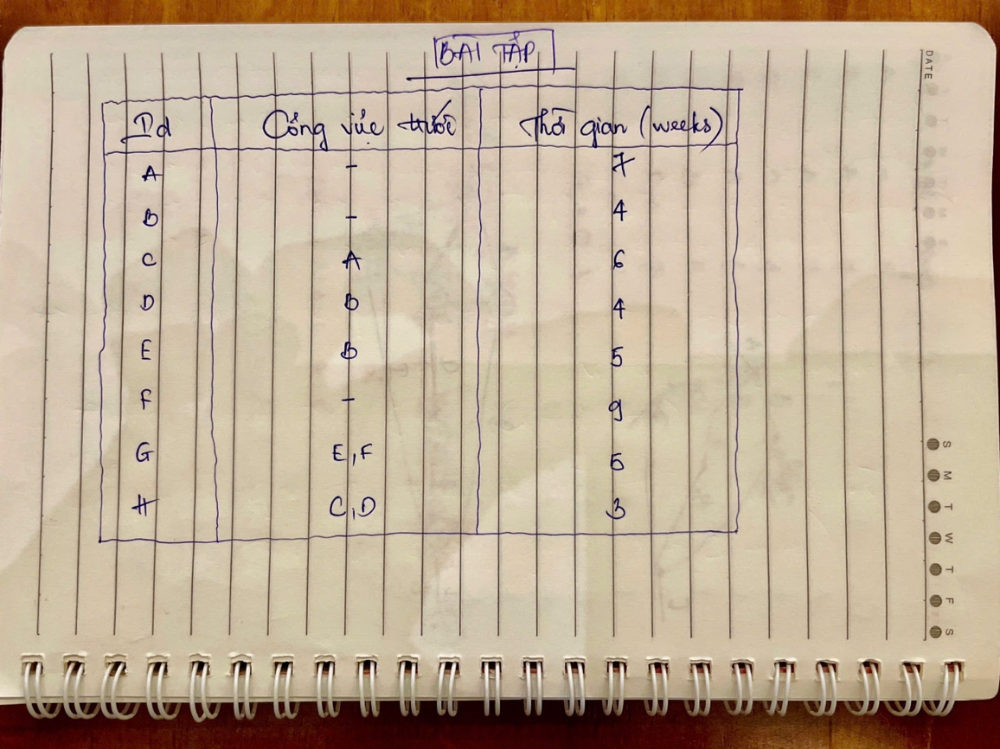 BÀI TẬP
Id Công việc trước Thời gian (weeks)
A - 7
B - 4
C A 6
D B 4
E B 5
F - 9
G E,F 5
H C,D 3
DATE
S M T W T F S